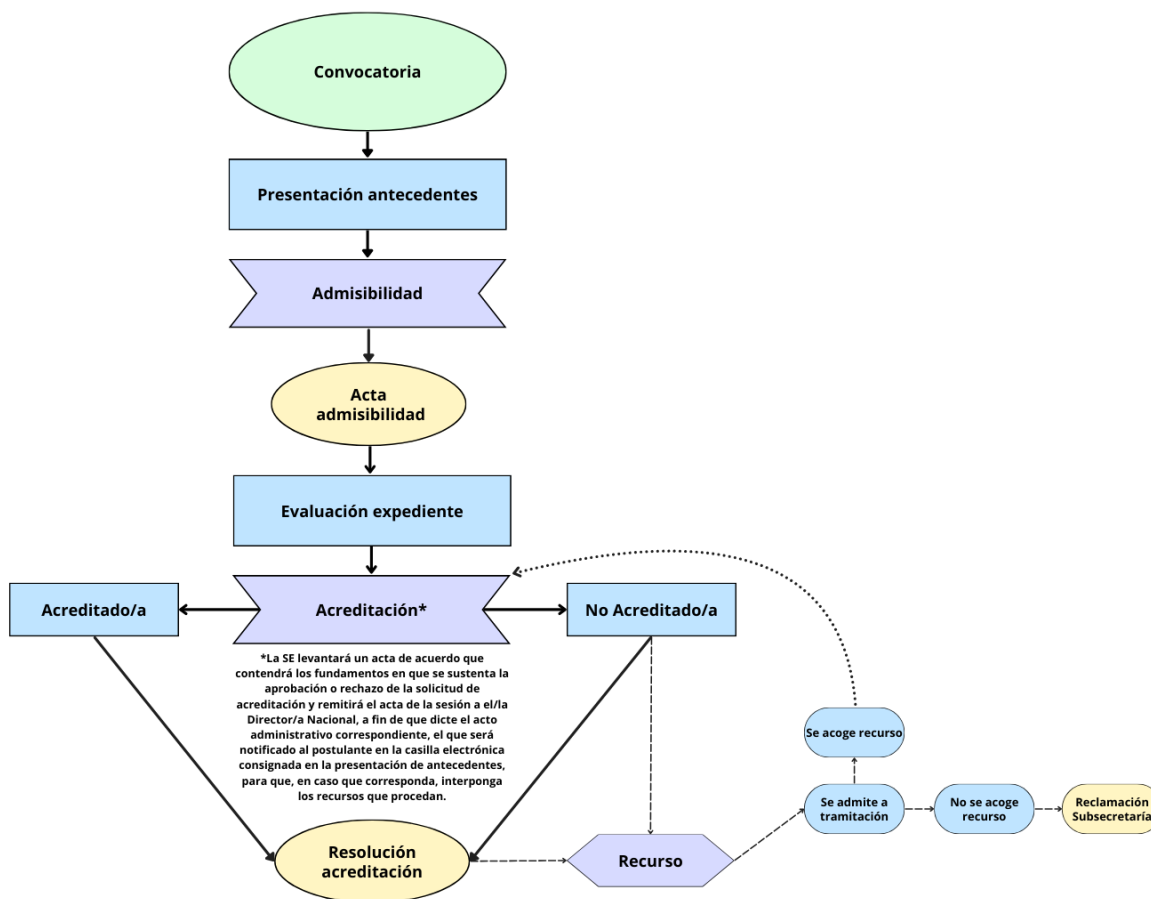 Convocatoria
Presentación antecedentes
Admisibilidad
Acta
admisibilidad
Evaluación expediente
Acreditado/a
Acreditación*
No Acreditado/a
*La SE levantará un acta de acuerdo que
contendrá los fundamentos en que se sustenta la
aprobación o rechazo de la solicitud de
acreditación y remitirá el acta de la sesión a el/la
Director/a Nacional, a fin de que dicte el acto
administrativo correspondiente, el que será
notificado al postulante en la casilla electrónica
consignada en la presentación de antecedentes,
para que, en caso que corresponda, interponga
los recursos que procedan.
Se acoge recurso
Se admite a
tramitación
No se acoge
recurso
Reclamación
Subsecretaría
Resolución
acreditación
Recurso